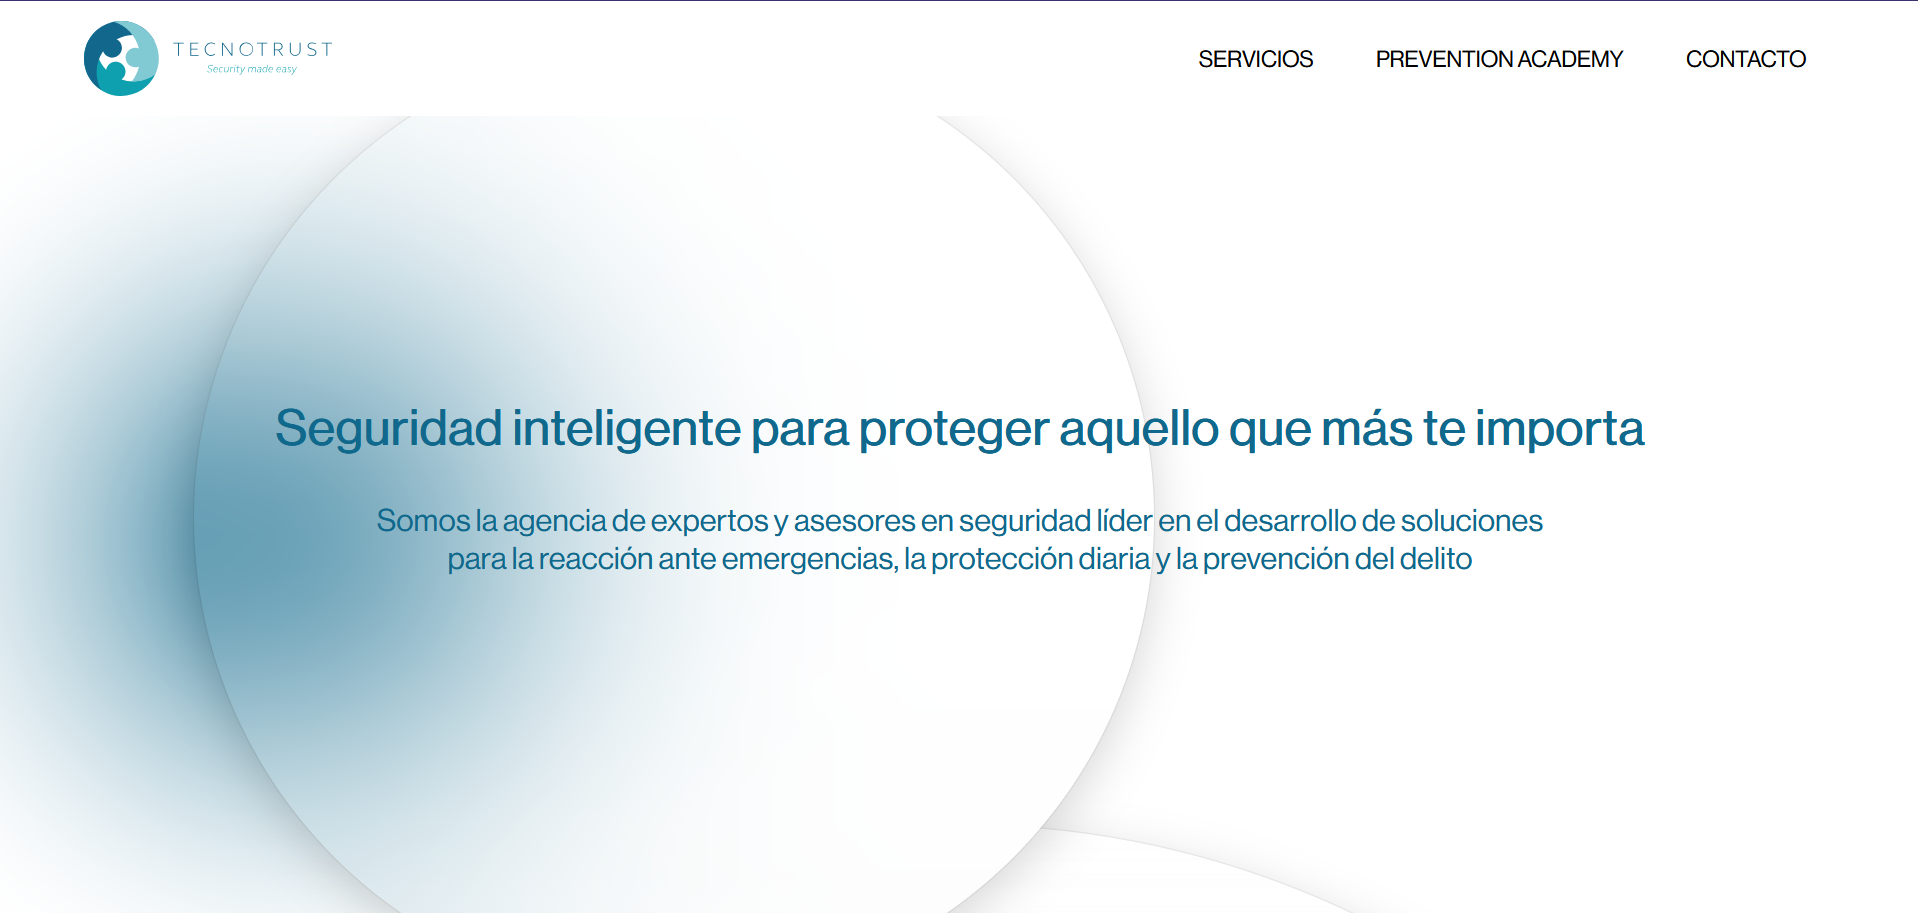 TECNOTRUST
Security made easy
SERVICIOS PREVENTION ACADEMY CONTACTO
Seguridad inteligente para proteger aquello que más te importa
Somos la agencia de expertos y asesores en seguridad líder en el desarrollo de soluciones
para la reacción ante emergencias, la protección diaria y la prevención del delito